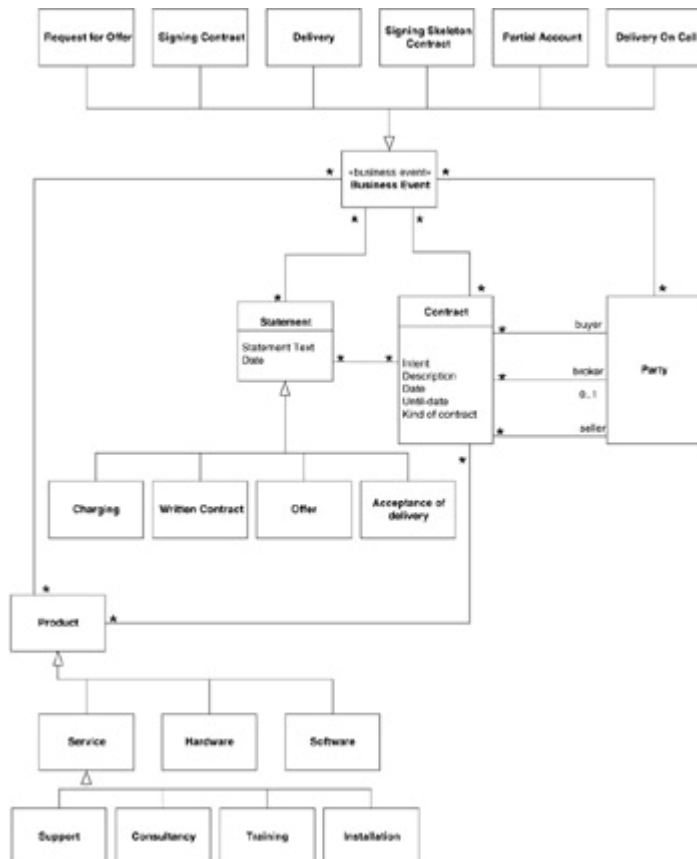 Request for Offer
Signing Contract
Delivery
Signing Skeleton
Contract
Partial Account
Delivery On Call
«business event»
Business Event
*
*
*
*
*
*
*
*
Statement
Statement Text
Date
*
*
Contract
Intent
Description
Date
Until-date
Kind of contract
*
buyer
*
broker
0..1
*
seller
Party
*
Charging
Written Contract
Offer
Acceptance of
delivery
*
Product
*
Service
Hardware
Software
Support
Consultancy
Training
Installation